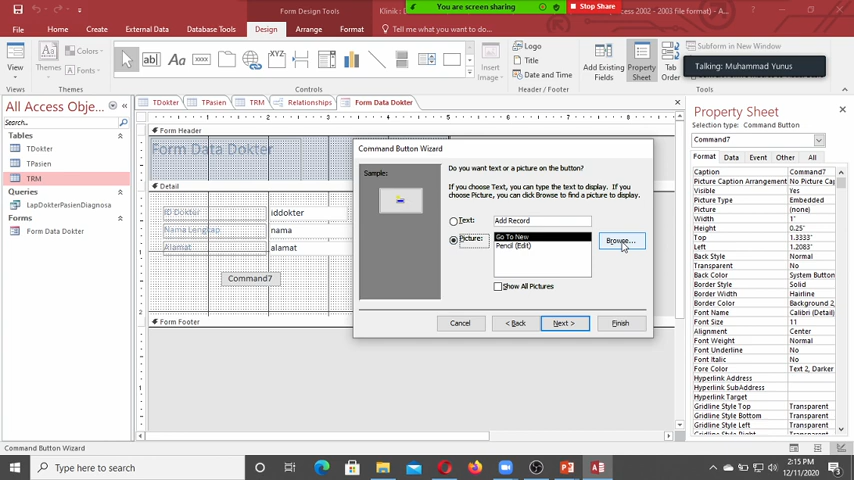 Form Design Tools
Klinik :
You are screen sharing
Stop Share
ccess 2002 - 2003 file format) -
File
Home
Create
External Data
Database Tools
Design
Arrange
Format
Tell me what you want to do...
View
Themes
Colors
Fonts
Views
Themes
Controls
Insert
Image
Logo
Title
Date and Time
Header / Footer
Add Existing
Fields
Property
Sheet
Tab
Order
Subform in New Window
Talking: Muhammad Yunus
Tools
All Access Obje...
Search...
Tables
TDokter
TPasien
TRM
Queries
LapDokterPasienDiagnosa
Forms
Form Data Dokter
TDokter
TPasien
TRM
Relationships
Form Data Dokter
Form Header
Form Data Dokter
Detail
ID Dokter
iddokter
Nama Lengkap
nama
Alamat
alamat
Command7
Form Footer
Command Button Wizard
Sample:
Do you want text or a picture on the button?
If you choose Text, you can type the text to display. If you
choose Picture, you can click Browse to find a picture to display.
Text:
Add Record
Picture:
Go To New
Pencil (Edit)
Browse...
Show All Pictures
Cancel
< Back
Next >
Finish
Property Sheet
Selection type: Command Button
Command7
Format
Data
Event
Other
All
Caption Command7
Picture Caption Arrangement No Picture Cap
Visible Yes
Picture Type Embedded
Picture (none)
Width 1"
Height 0.25"
Top 1.3333"
Left 1.2083"
Back Style System Button
Transparent No
Border Style Solid
Border Width Hairline
Border Color Background 2,
Font Name Calibri (Detail)
Font Size 11
Alignment Center
Font Weight Normal
Font Underline No
Font Italic No
Fore Color Text 2, Darker
Hyperlink Address
Hyperlink SubAddress
Hyperlink Target
Gridline Style Top Transparent
Gridline Style Bottom Transparent
Gridline Style Left Transparent
Command Button Wizard
Type here to search
2:15 PM
12/11/2020